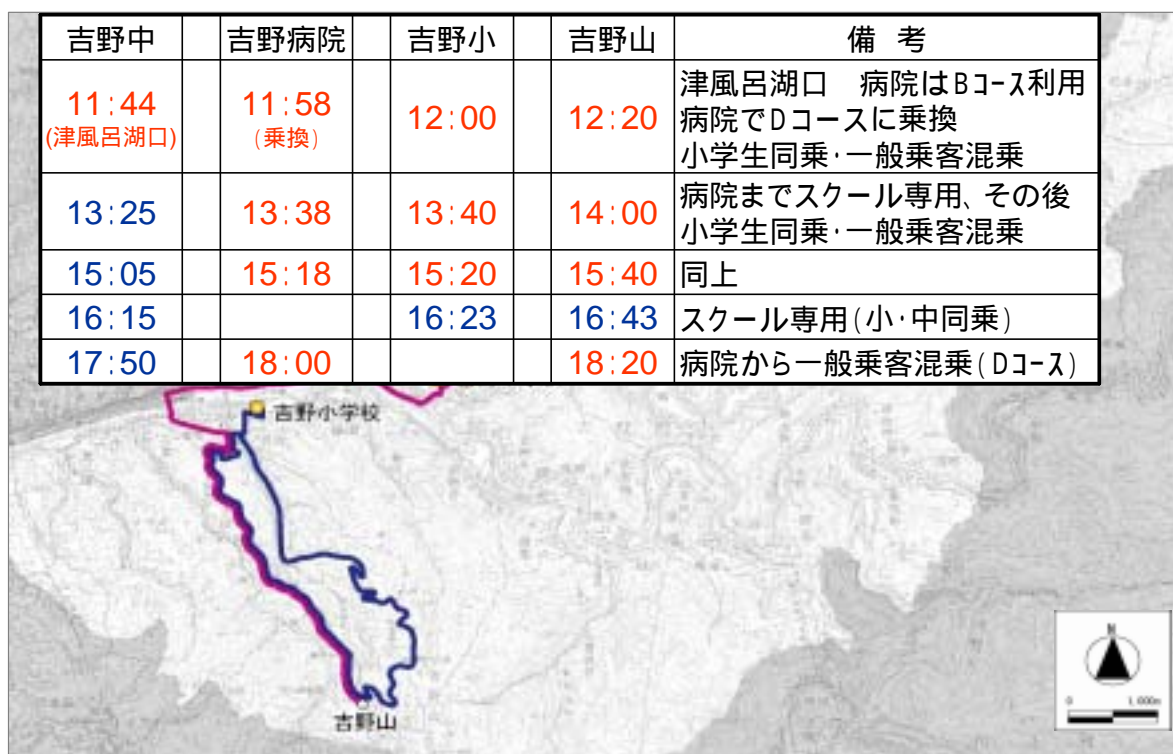 吉野中 吉野病院 吉野小 吉野山 備 考
11:44 11:58 12:00 12:20 津風呂湖口 病院はBコース利用
(津風呂湖口) (乗換) 病院でDコースに乗換
小学生同乗・一般乗客混乗
13:25 13:38 13:40 14:00 病院までスクール専用、その後
小学生同乗・一般乗客混乗
15:05 15:18 15:20 15:40 同上
16:15 16:23 16:43 スクール専用(小・中同乗)
17:50 18:00 18:20 病院から一般乗客混乗(Dコース)
吉野小学校
吉野山
N
0 1,000m